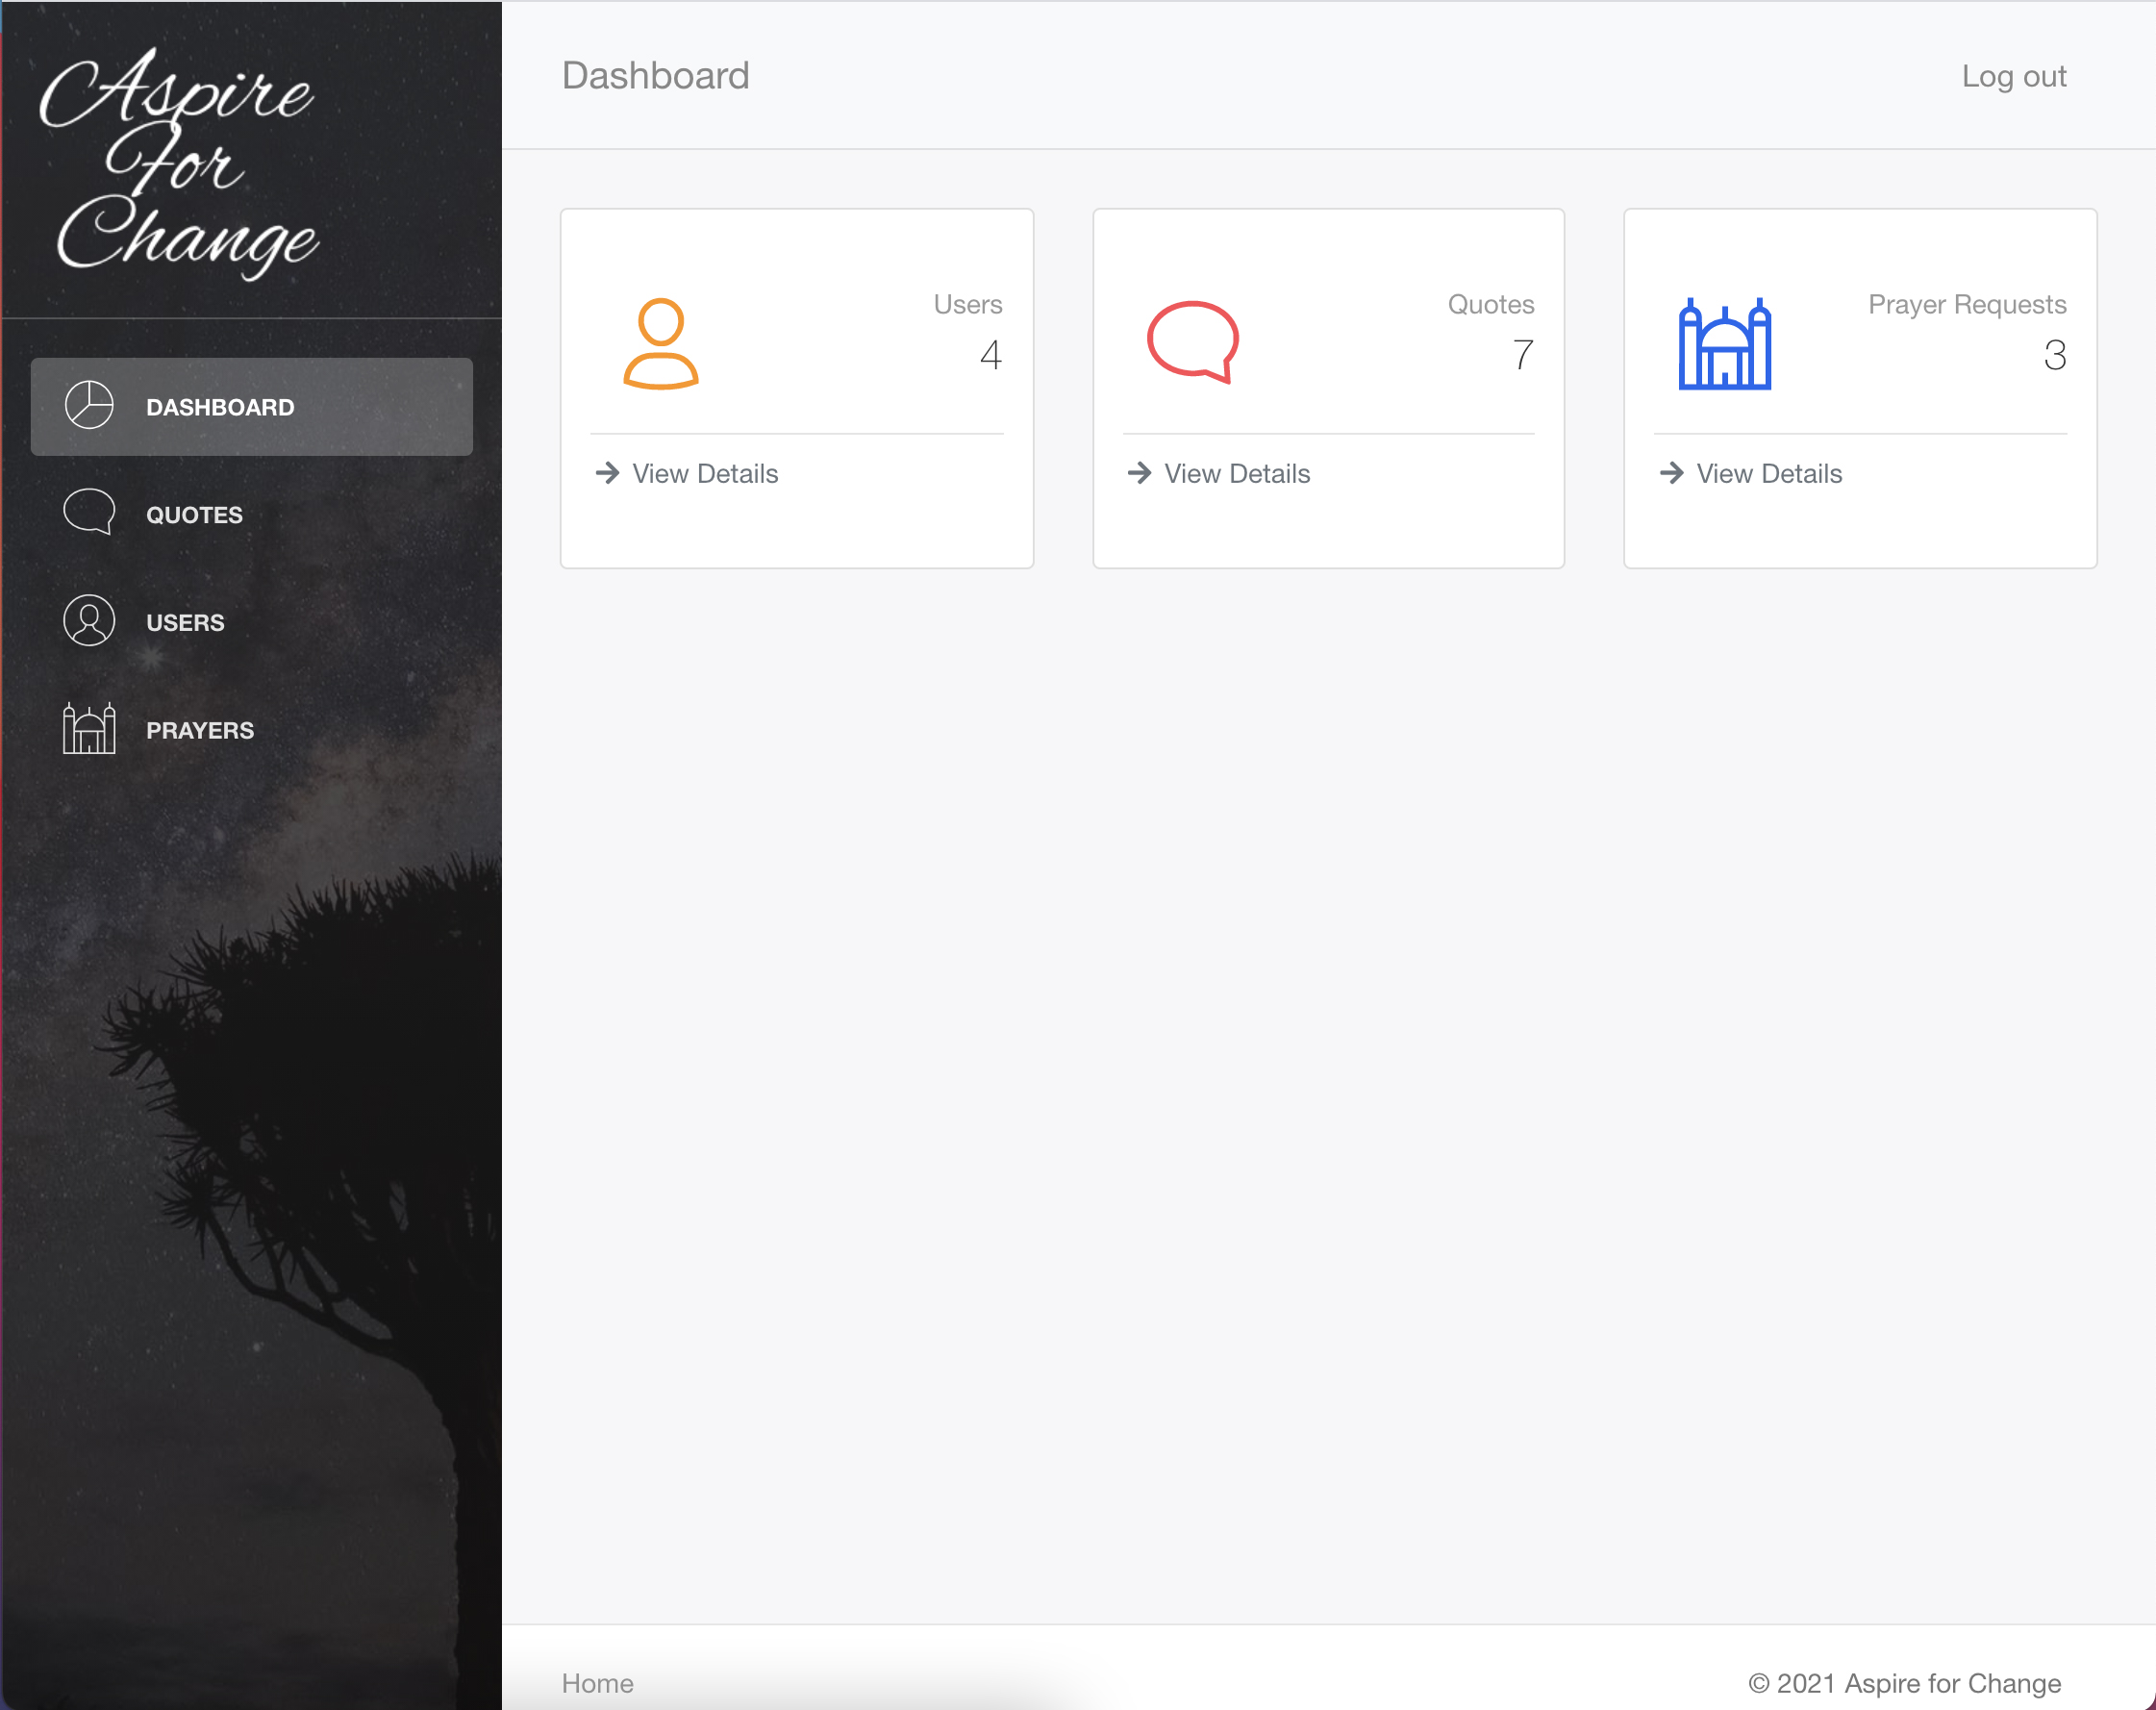 Aspire
For
Change
DASHBOARD
QUOTES
USERS
PRAYERS
Dashboard
Log out
Users
4
View Details
Quotes
7
View Details
Prayer Requests
3
View Details
Home
© 2021 Aspire for Change